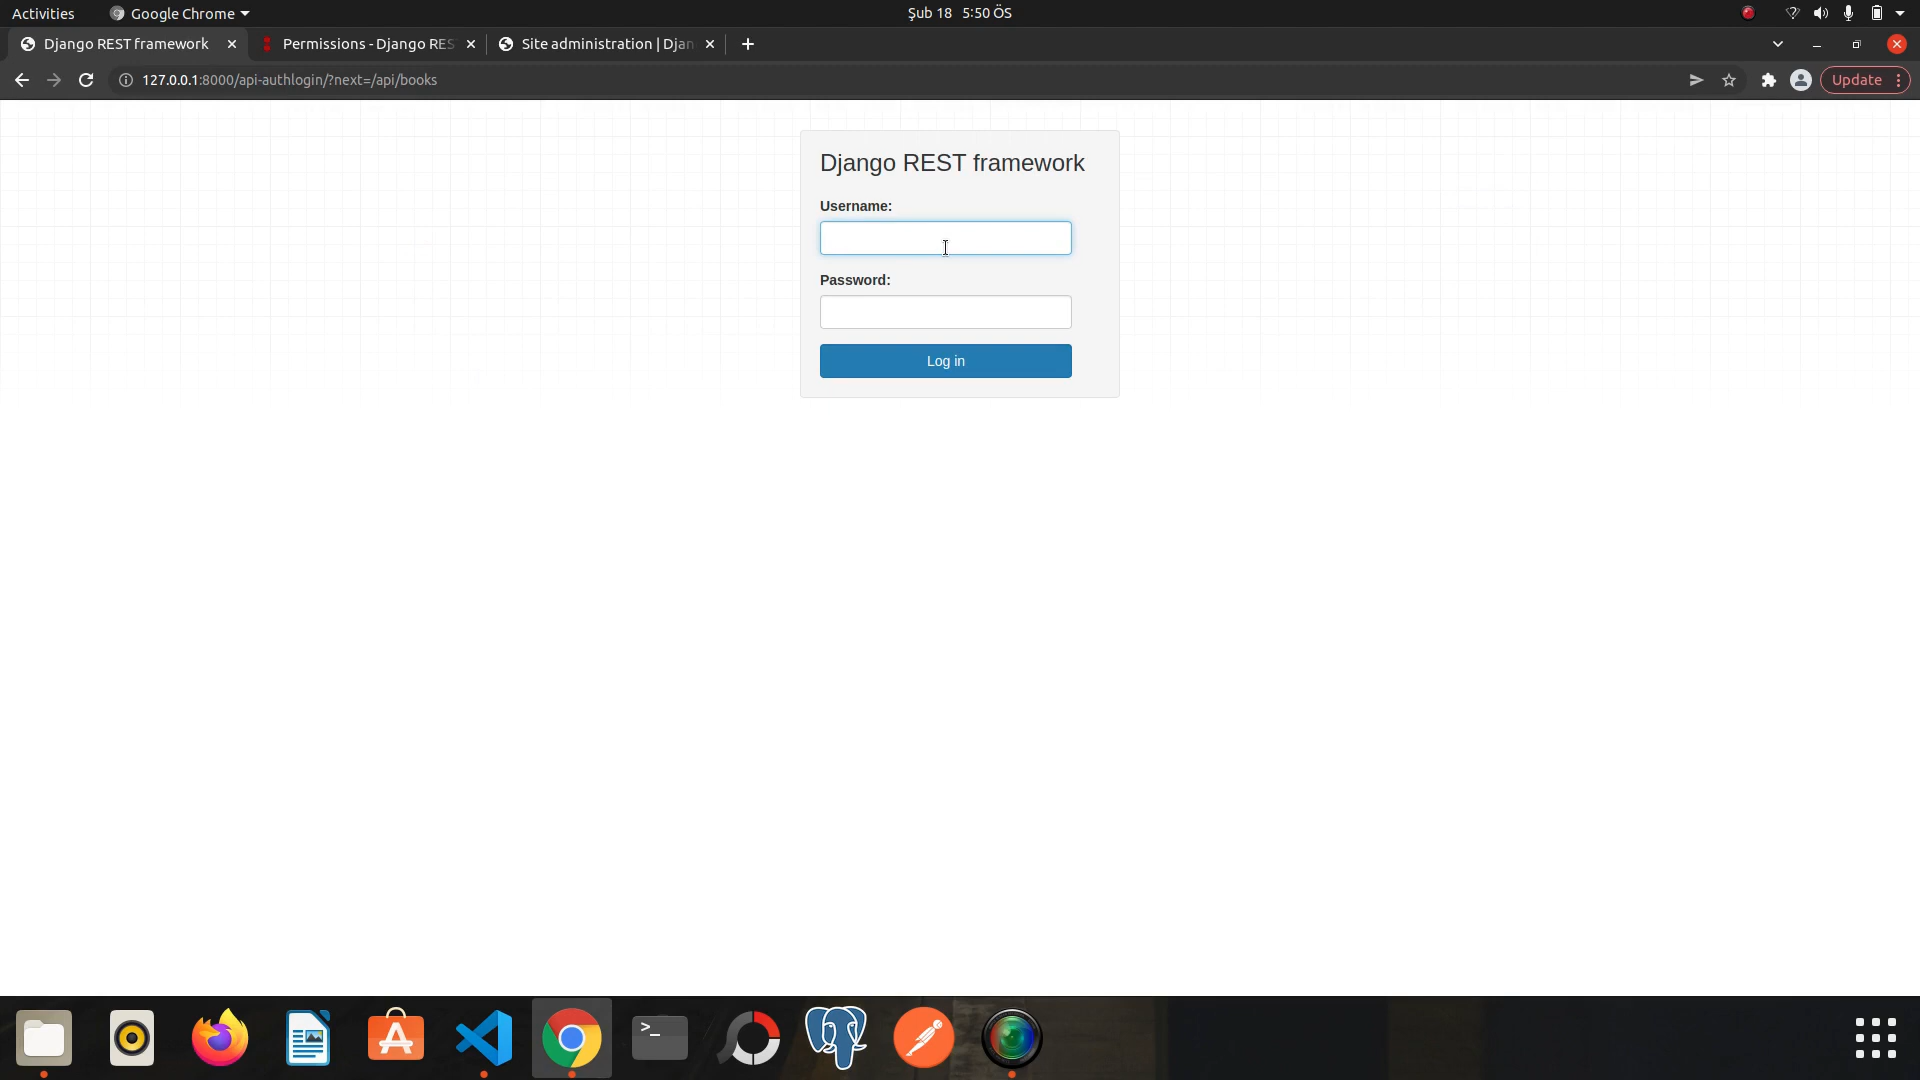 Activities
Google Chrome
Şub 18 5:50 ÖS
Django REST framework
Permissions - Django RES
Site administration | Djan
127.0.0.1:8000/api-authlogin/?next=/api/books
Update
Django REST framework
Username:
Password:
Log in